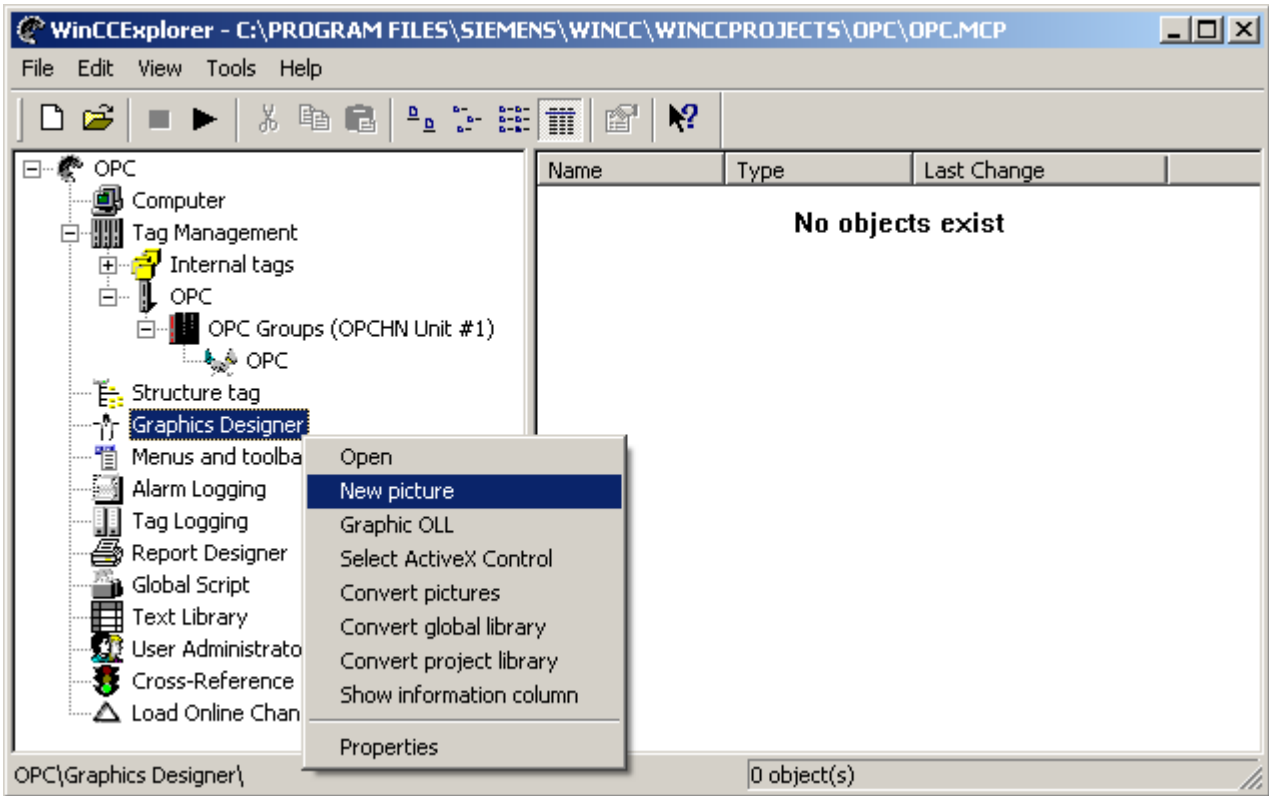 WinCCExplorer - C:\PROGRAM FILES\SIEMENS\WINCC\WINCCPROJECTS\OPC\OPC.MCP
File Edit View Tools Help
OPC
Computer
Tag Management
Internal tags
OPC
OPC Groups (OPCHN Unit #1)
OPC
Structure tag
Graphics Designer
Menus and toolba
Alarm Logging
Tag Logging
Report Designer
Global Script
Text Library
User Administrato
Cross-Reference
Load Online Chan
Name Type Last Change
No objects exist
Open
New picture
Graphic OLL
Select ActiveX Control
Convert pictures
Convert global library
Convert project library
Show information column
Properties
OPC\Graphics Designer\ 0 object(s)